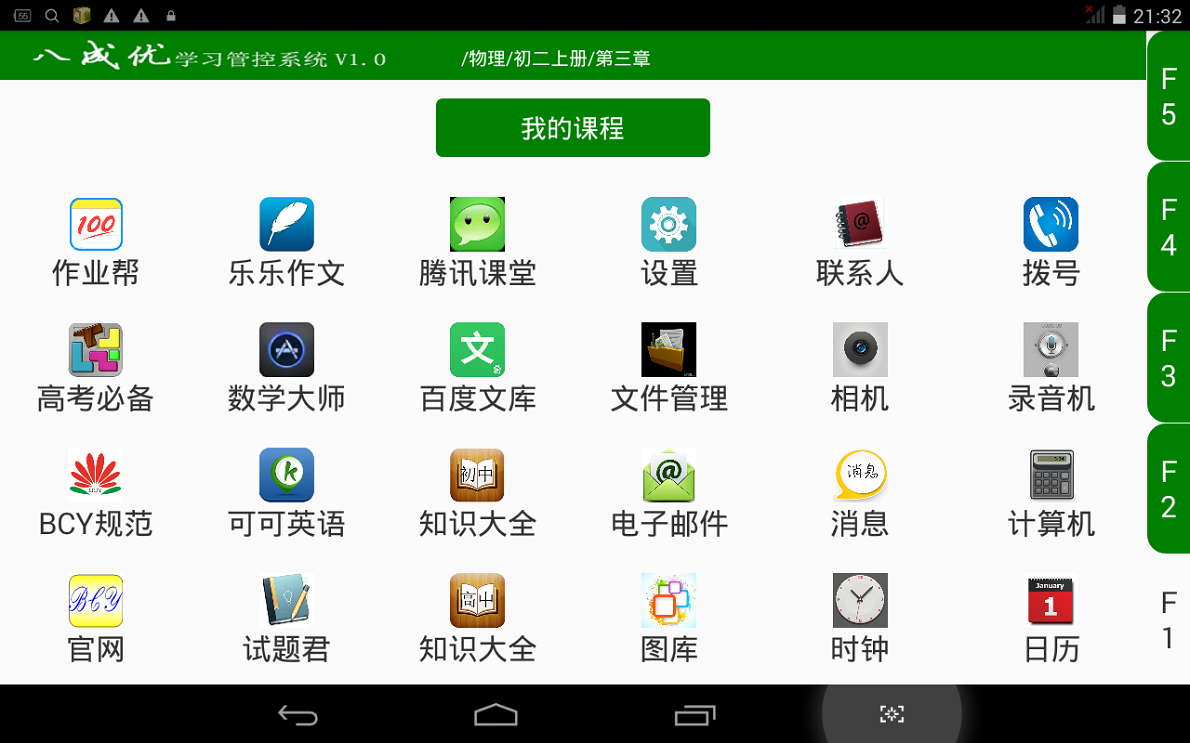 55 21:32
八成优学习管控系统 V1.0 /物理/初二上册/第三章
F5
我的课程
100 @
作业帮 乐乐作文 腾讯课堂 设置 联系人 拨号
F4
文
高考必备 数学大师 百度文库 文件管理 相机 录音机
F3
BCY k 初中 @ 消息
BCY规范 可可英语 知识大全 电子邮件 消息 计算机
F2
BCY 高中 January 1
官网 试题君 知识大全 图库 时钟 日历
F1